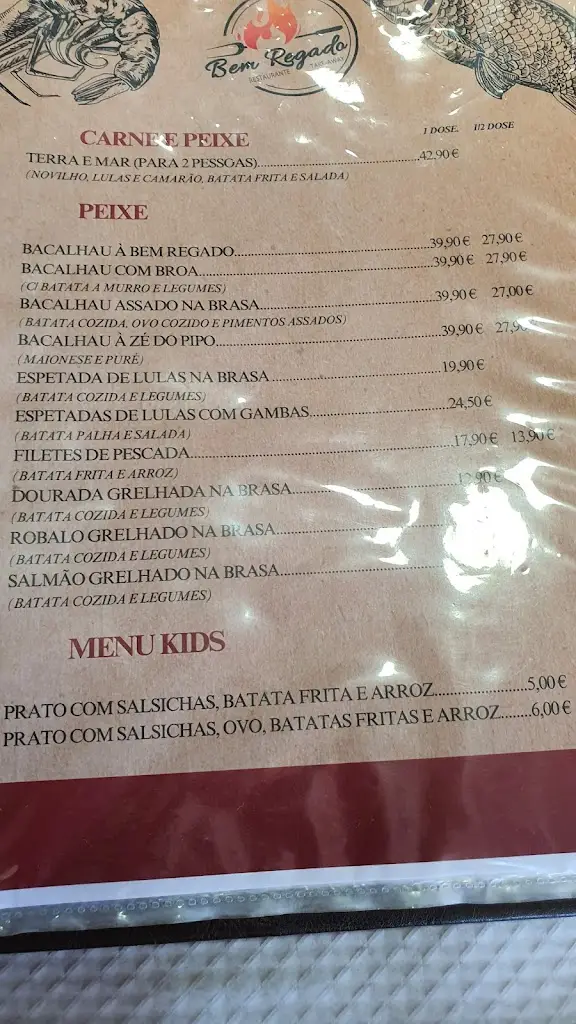 Bem Regado
RESTAURANTE TAKE-AWAY
1 DOSE. 1/2 DOSE
CARNE E PEIXE
TERRA E MAR (PARA 2 PESSOAS)........42,90 €
(NOVILHO, LULAS E CAMARÃO, BATATA FRITA E SALADA)
PEIXE
BACALHAU À BEM REGADO........39,90 € 27,90 €
BACALHAU COM BROA........39,90 € 27,90 €
(C/ BATATA A MURRO E LEGUMES)
BACALHAU ASSADO NA BRASA........39,90 € 27,00 €
(BATATA COZIDA, OVO COZIDO E PIMENTOS ASSADOS)
BACALHAU À ZÉ DO PIPO........39,90 € 27,90
(MAIONESE E PURÉ)
ESPETADA DE LULAS NA BRASA........19,90 €
(BATATA COZIDA E LEGUMES)
ESPETADAS DE LULAS COM GAMBAS........24,50 €
(BATATA PALHA E SALADA)
FILETES DE PESCADA........17,90 € 13,90 €
(BATATA FRITA E ARROZ)
DOURADA GRELHADA NA BRASA........12,90 €
(BATATA COZIDA E LEGUMES)
ROBALO GRELHADO NA BRASA........
(BATATA COZIDA E LEGUMES)
SALMÃO GRELHADO NA BRASA........
(BATATA COZIDA E LEGUMES)
MENU KIDS
PRATO COM SALSICHAS, BATATA FRITA E ARROZ........5,00 €
PRATO COM SALSICHAS, OVO, BATATAS FRITAS E ARROZ........6,00 €